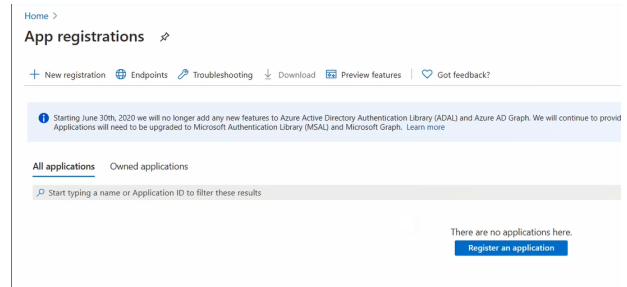 Home >
App registrations
New registration Endpoints Troubleshooting Download Preview features Got feedback?
Starting June 30th, 2020 we will no longer add any new features to Azure Active Directory Authentication Library (ADAL) and Azure AD Graph. We will continue to provid
Applications will need to be upgraded to Microsoft Authentication Library (MSAL) and Microsoft Graph. Learn more
All applications Owned applications
Start typing a name or Application ID to filter these results
There are no applications here.
Register an application